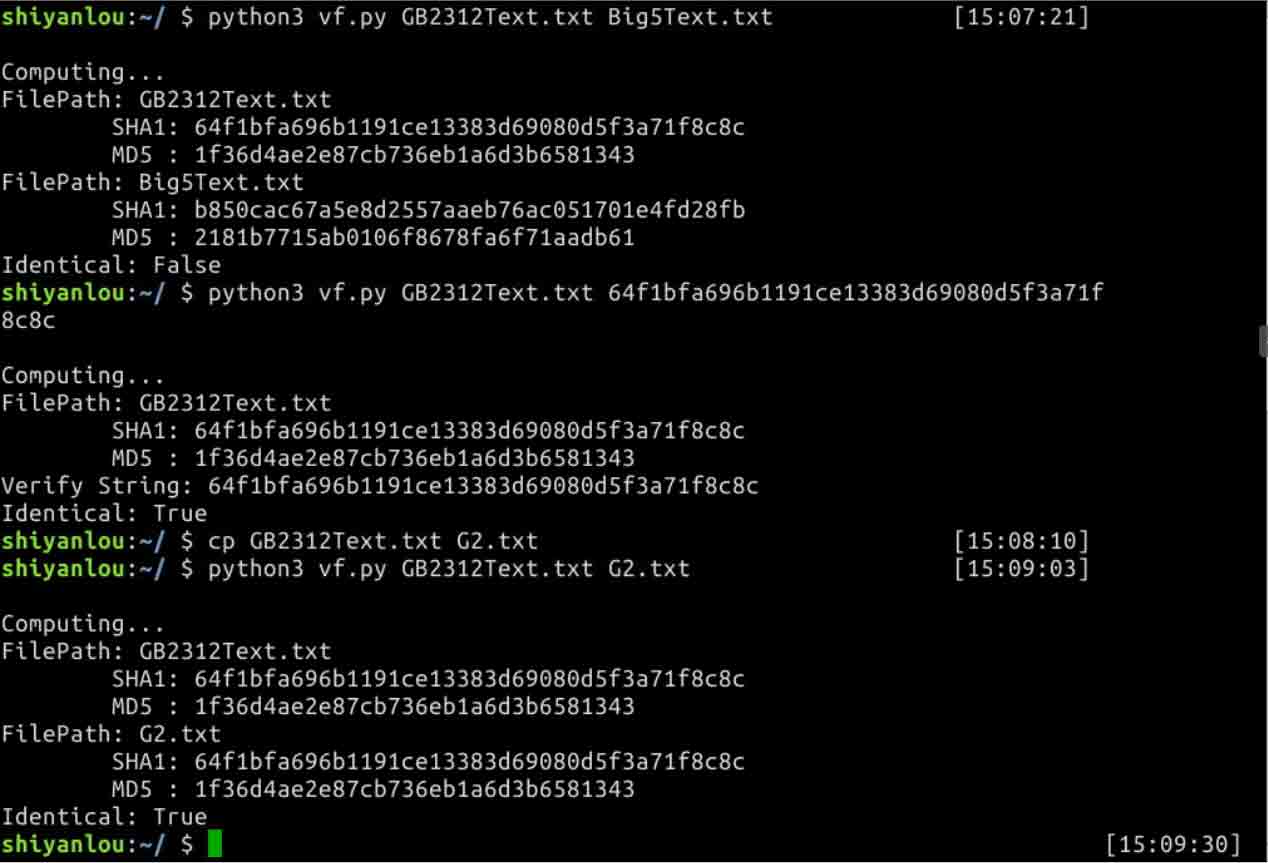 shiyanlou:~/ $ python3 vf.py GB2312Text.txt Big5Text.txt [15:07:21]
Computing...
FilePath: GB2312Text.txt
SHA1: 64f1bfa696b1191ce13383d69080d5f3a71f8c8c
MD5 : 1f36d4ae2e87cb736eb1a6d3b6581343
FilePath: Big5Text.txt
SHA1: b850cac67a5e8d2557aaeb76ac051701e4fd28fb
MD5 : 2181b7715ab0106f8678fa6f71aadb61
Identical: False
shiyanlou:~/ $ python3 vf.py GB2312Text.txt 64f1bfa696b1191ce13383d69080d5f3a71f
8c8c
Computing...
FilePath: GB2312Text.txt
SHA1: 64f1bfa696b1191ce13383d69080d5f3a71f8c8c
MD5 : 1f36d4ae2e87cb736eb1a6d3b6581343
Verify String: 64f1bfa696b1191ce13383d69080d5f3a71f8c8c
Identical: True
shiyanlou:~/ $ cp GB2312Text.txt G2.txt [15:08:10]
shiyanlou:~/ $ python3 vf.py GB2312Text.txt G2.txt [15:09:03]
Computing...
FilePath: GB2312Text.txt
SHA1: 64f1bfa696b1191ce13383d69080d5f3a71f8c8c
MD5 : 1f36d4ae2e87cb736eb1a6d3b6581343
FilePath: G2.txt
SHA1: 64f1bfa696b1191ce13383d69080d5f3a71f8c8c
MD5 : 1f36d4ae2e87cb736eb1a6d3b6581343
Identical: True
shiyanlou:~/ $ [15:09:30]